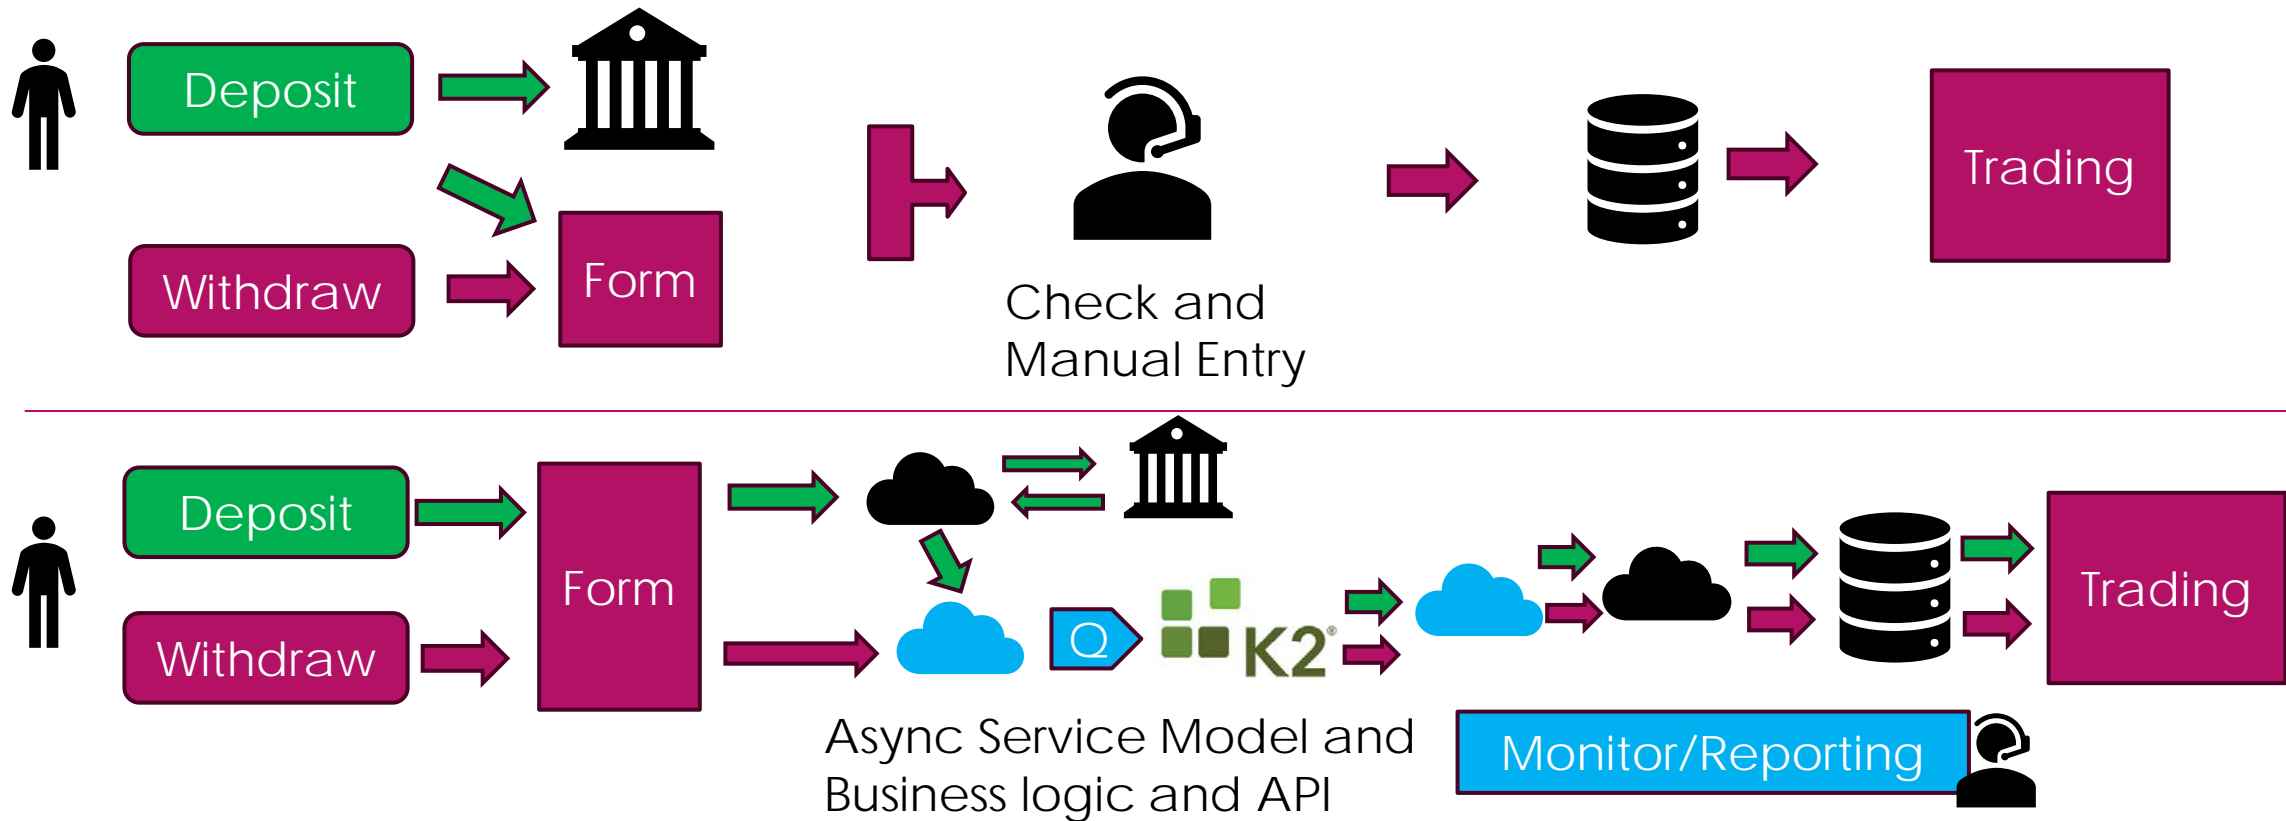 Deposit
Withdraw
Form
Check and
Manual Entry
Trading
Deposit
Withdraw
Form
Q
K2®
Async Service Model and
Business logic and API
Monitor/Reporting
Trading